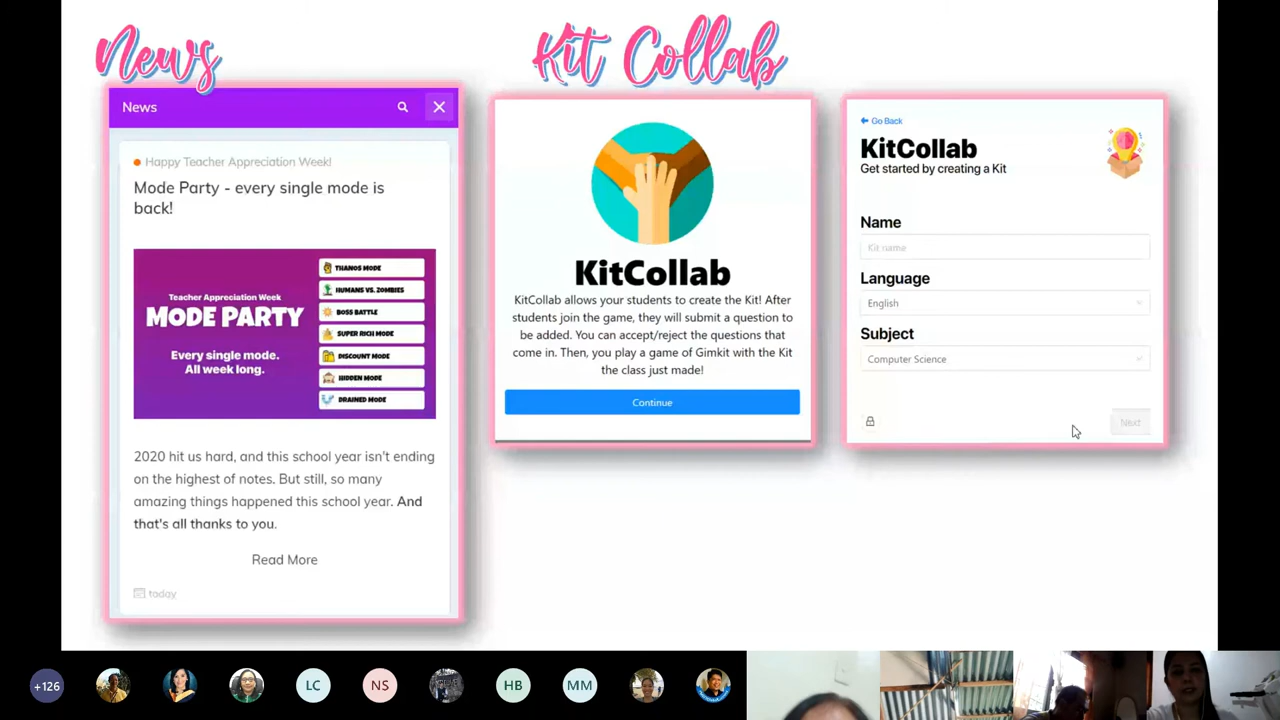 News
Kit Collab
News
Happy Teacher Appreciation Week!
Mode Party - every single mode is
back!
Teacher Appreciation Week
MODE PARTY
Every single mode.
All week long.
THANOS MODE
HUMANS VS. ZOMBIES
BOSS BATTLE
SUPER RICH MODE
DISCOUNT MODE
HIDDEN MODE
DRAINED MODE
2020 hit us hard, and this school year isn't ending
on the highest of notes. But still, so many
amazing things happened this school year. And
that's all thanks to you.
Read More
today
KitCollab
KitCollab allows your students to create the Kit! After
students join the game, they will submit a question to
be added. You can accept/reject the questions that
come in. Then, you play a game of Gimkit with the Kit
the class just made!
Continue
Go Back
KitCollab
Get started by creating a Kit
Name
Kit name
Language
English
Subject
Computer Science
Next
+126
LC
NS
HB
MM